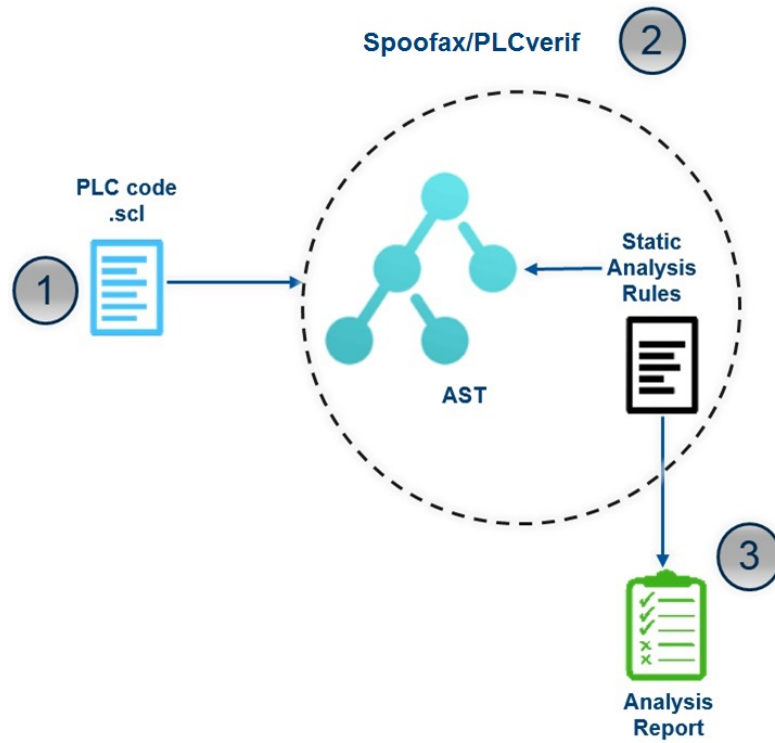 Spoofax/PLCverif
2
PLC code
.scl
1
Static
Analysis
Rules
AST
3
Analysis
Report